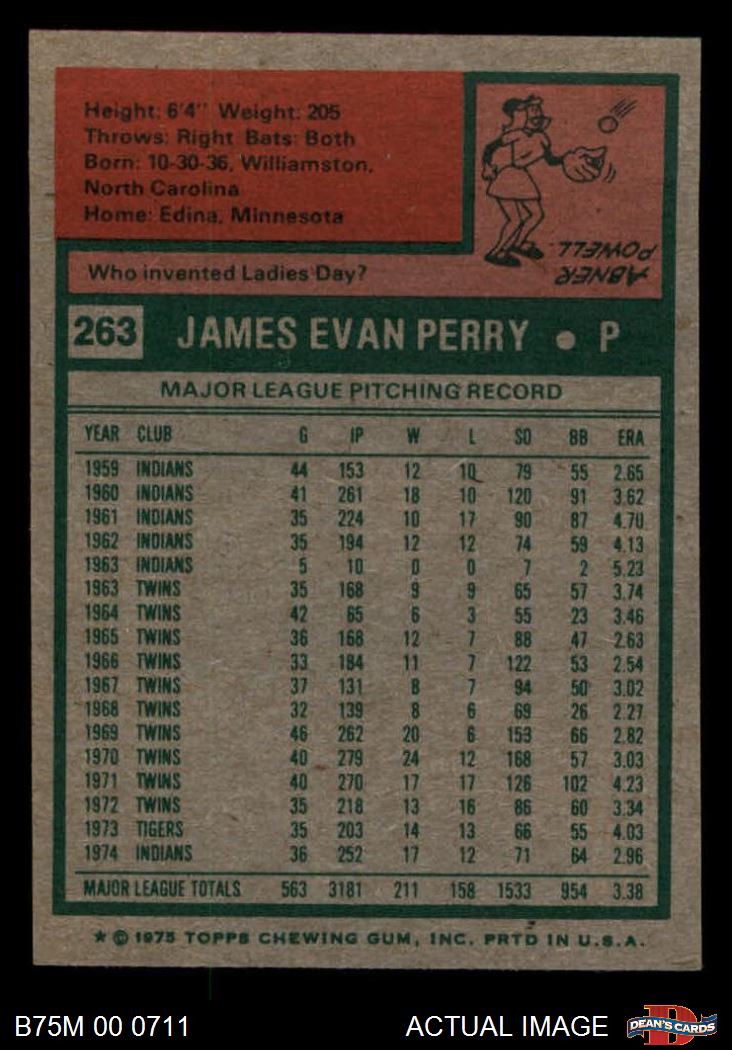 Height: 6'4" Weight: 205
Throws: Right Bats: Both
Born: 10-30-36, Williamston,
North Carolina
Home: Edina, Minnesota
ABNER
POWELL.
Who invented Ladies Day?
263 JAMES EVAN PERRY ● P
MAJOR LEAGUE PITCHING RECORD
YEAR CLUB G IP W L SO BB ERA
1959 INDIANS 44 153 12 10 79 55 2.65
1960 INDIANS 41 261 18 10 120 91 3.62
1961 INDIANS 35 224 10 17 90 87 4.70
1962 INDIANS 35 194 12 12 74 59 4.13
1963 INDIANS 5 10 0 0 7 2 5.23
1963 TWINS 35 168 9 9 65 57 3.74
1964 TWINS 42 65 6 3 55 23 3.46
1965 TWINS 36 168 12 7 88 47 2.63
1966 TWINS 33 184 11 7 122 53 2.54
1967 TWINS 37 131 8 7 94 50 3.02
1968 TWINS 32 139 8 6 69 26 2.27
1969 TWINS 46 262 20 6 153 66 2.82
1970 TWINS 40 279 24 12 168 57 3.03
1971 TWINS 40 270 17 17 126 102 4.23
1972 TWINS 35 218 13 16 86 60 3.34
1973 TIGERS 35 203 14 13 66 55 4.03
1974 INDIANS 36 252 17 12 71 64 2.96
MAJOR LEAGUE TOTALS 563 3181 211 158 1533 954 3.38
★ © 1975 TOPPS CHEWING GUM, INC. PRTD IN U.S.A.
B75M 00 0711 ACTUAL IMAGE DEAN'S CARDS